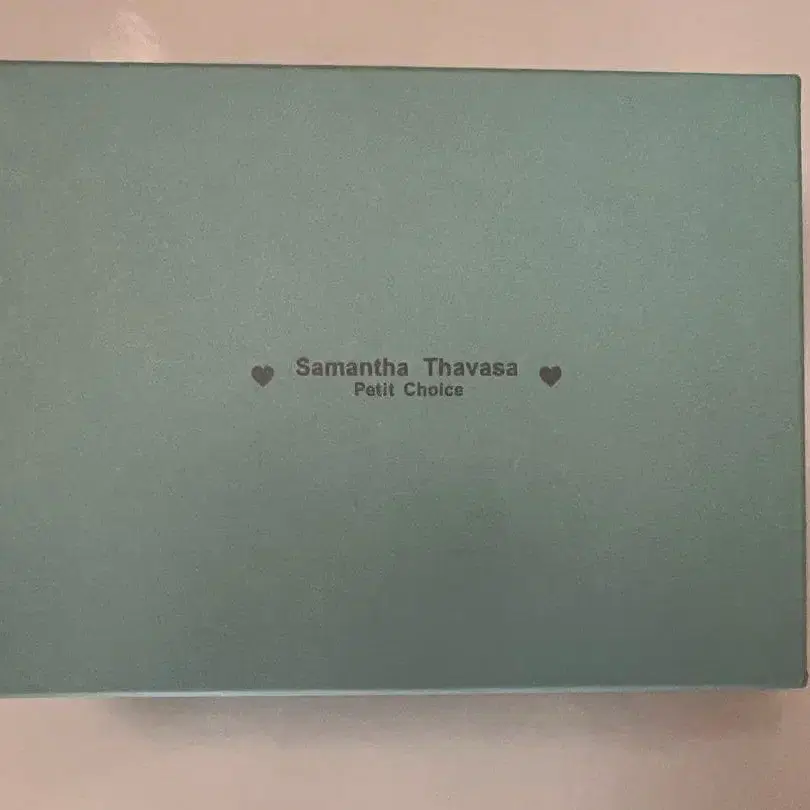 ♥ Samantha Thavasa ♥
Petit Choice